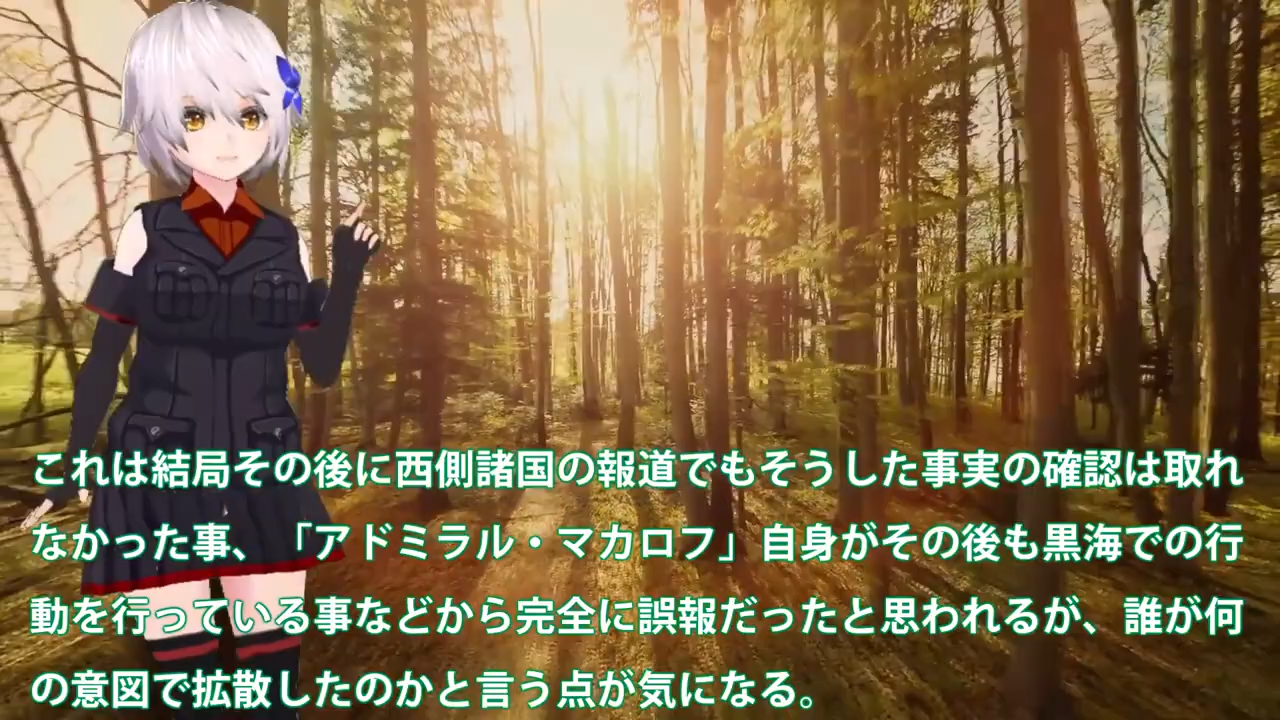 これは結局その後に西側諸国の報道でもそうした事実の確認は取れ
なかった事、「アドミラル・マカロフ」自身がその後も黒海での行
動を行っている事などから完全に誤報だったと思われるが、誰が何
の意図で拡散したのかと言う点が気になる。